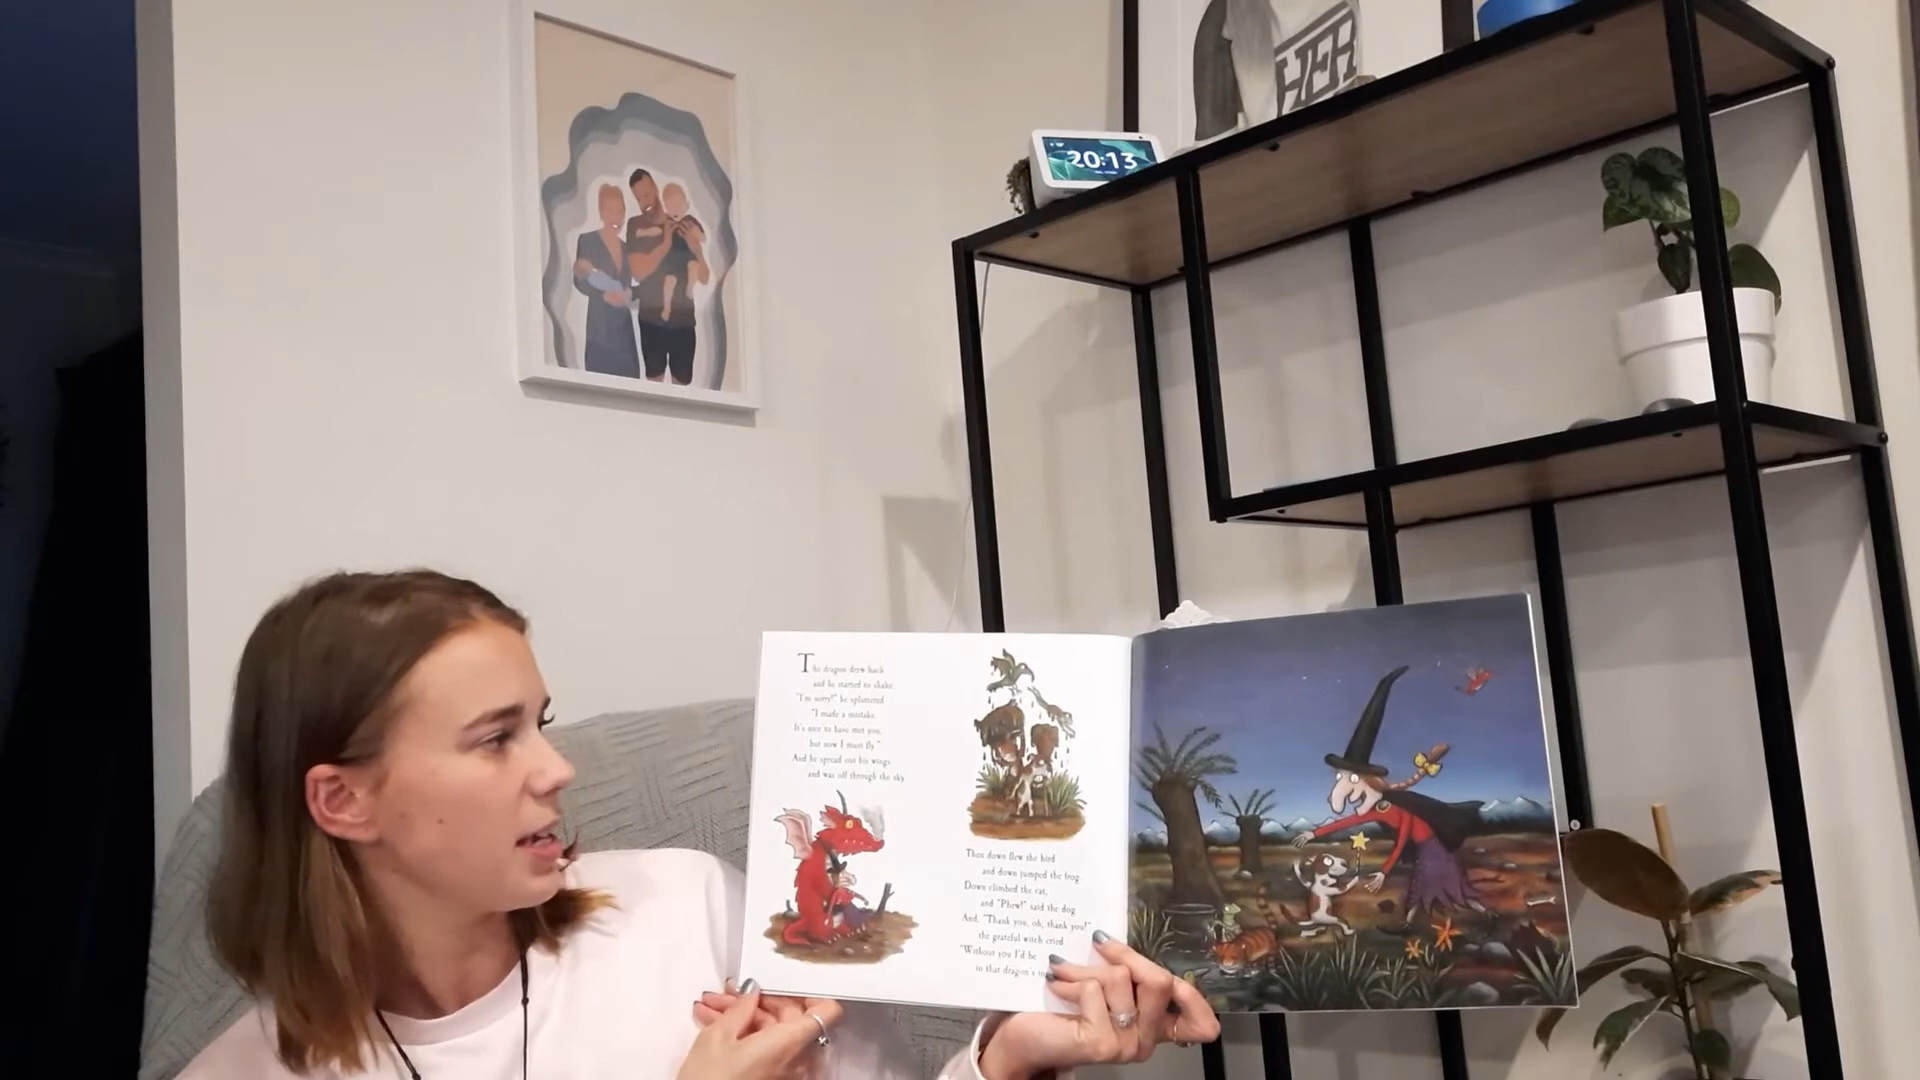 HER
20:13
The dragon drew back
and he started to shake.
"I'm sorry!" he spluttered.
"I made a mistake.
It's nice to have met you,
but now I must fly."
And he spread out his wings
and was off through the sky.
Then down flew the bird
and down jumped the frog.
Down climbed the cat,
and "Phew!" said the dog.
And, "Thank you, oh, thank you!"
the grateful witch cried.
"Without you I'd be
in that dragon's